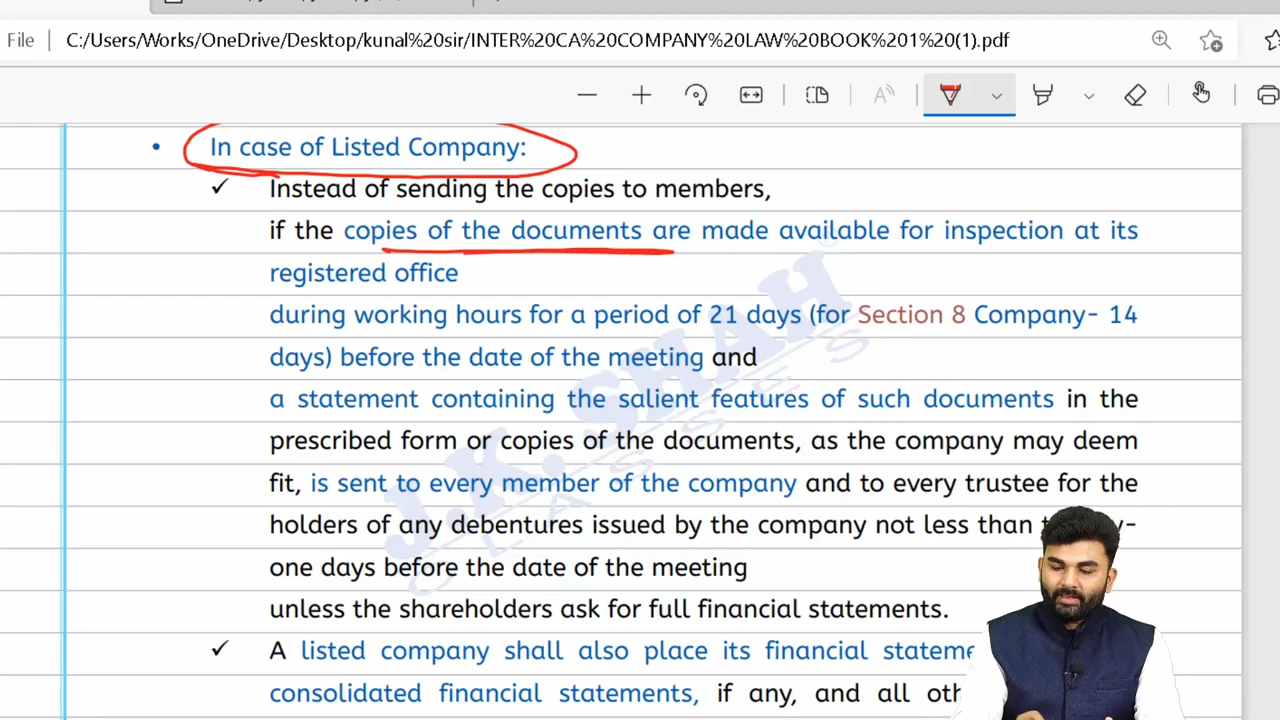 File C:/Users/Works/OneDrive/Desktop/kunal%20sir/INTER%20CA%20COMPANY%20LAW%20BOOK%201%20(1).pdf
• In case of Listed Company:
✓ Instead of sending the copies to members,
if the copies of the documents are made available for inspection at its
registered office
during working hours for a period of 21 days (for Section 8 Company- 14
days) before the date of the meeting and
a statement containing the salient features of such documents in the
prescribed form or copies of the documents, as the company may deem
fit, is sent to every member of the company and to every trustee for the
holders of any debentures issued by the company not less than
one days before the date of the meeting
unless the shareholders ask for full financial statements.
✓ A listed company shall also place its financial
consolidated financial statements, if any, and all
J.K. SHAH
CLASSES